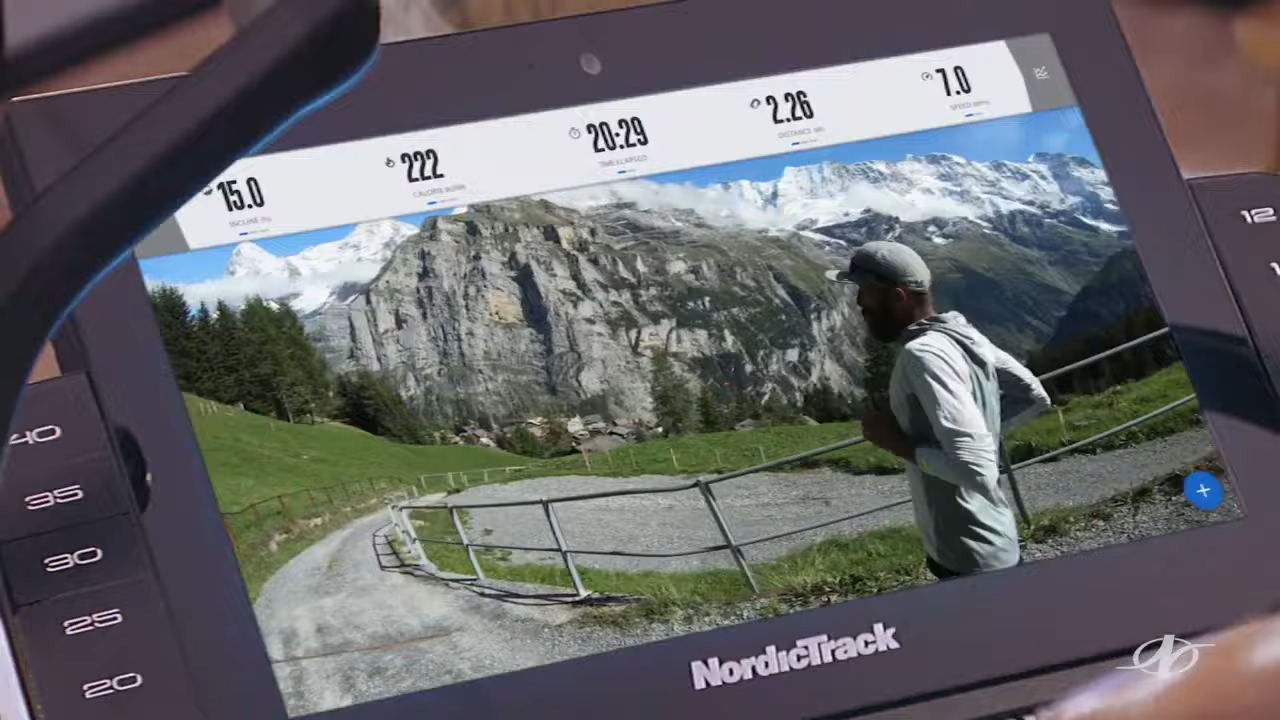 15.0
INCLINE (%)
222
CALORIE BURN
20:29
TIME ELAPSED
2.26
DISTANCE (MI)
7.0
SPEED (MPH)
12
40
35
30
25
20
NordicTrack